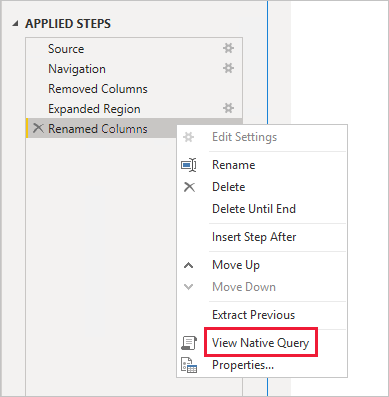 APPLIED STEPS
Source
Navigation
Removed Columns
Expanded Region
Renamed Columns
Edit Settings
Rename
Delete
Delete Until End
Insert Step After
Move Up
Move Down
Extract Previous
View Native Query
Properties...